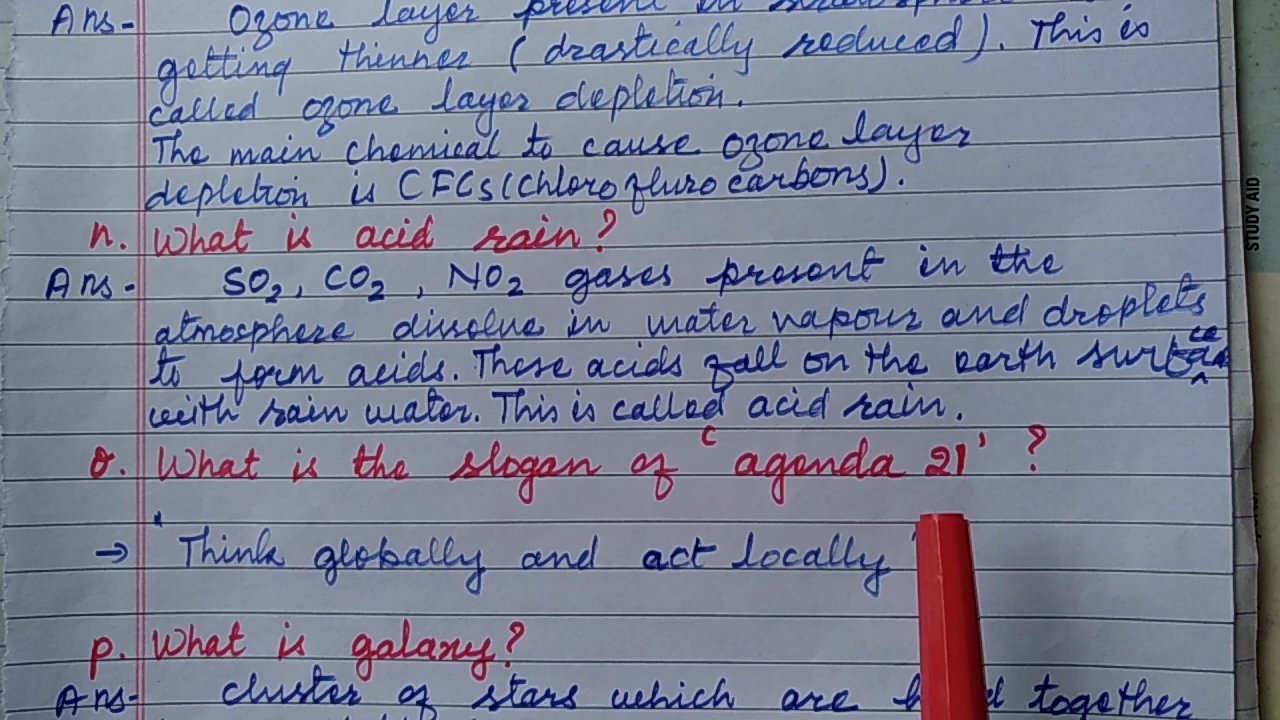 Ans- Ozone layer present in
getting thinner (drastically reduced). This is
called ozone layer depletion.
The main chemical to cause ozone layer
depletion is CFCs (chlorofluro carbons).
n. What is acid rain?
Ans- SO2, CO2, NO2 gases present in the
atmosphere dissolve in water vapour and droplets
to form acids. These acids fall on the earth surface
with rain water. This is called acid rain.
o. What is the slogan of 'agenda 21'?
→ "Think globally and act locally
p. What is galaxy?
Ans- cluster of stars which are together
STUDY AID